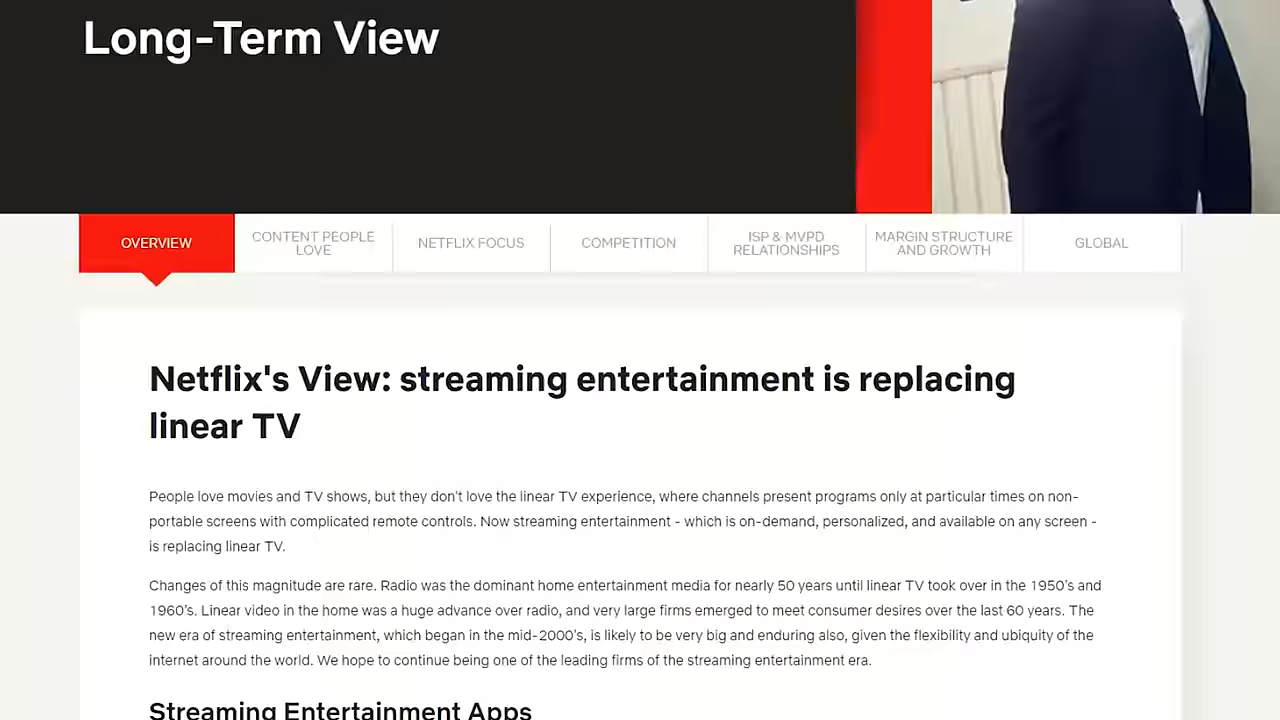 Long-Term View
OVERVIEW
CONTENT PEOPLE
LOVE
NETFLIX FOCUS
COMPETITION
ISP & MVPD
RELATIONSHIPS
MARGIN STRUCTURE
AND GROWTH
GLOBAL
Netflix's View: streaming entertainment is replacing
linear TV
People love movies and TV shows, but they don't love the linear TV experience, where channels present programs only at particular times on non-
portable screens with complicated remote controls. Now streaming entertainment - which is on-demand, personalized, and available on any screen -
is replacing linear TV.
Changes of this magnitude are rare. Radio was the dominant home entertainment media for nearly 50 years until linear TV took over in the 1950's and
1960's. Linear video in the home was a huge advance over radio, and very large firms emerged to meet consumer desires over the last 60 years. The
new era of streaming entertainment, which began in the mid-2000's, is likely to be very big and enduring also, given the flexibility and ubiquity of the
internet around the world. We hope to continue being one of the leading firms of the streaming entertainment era.
Streaming Entertainment Apps